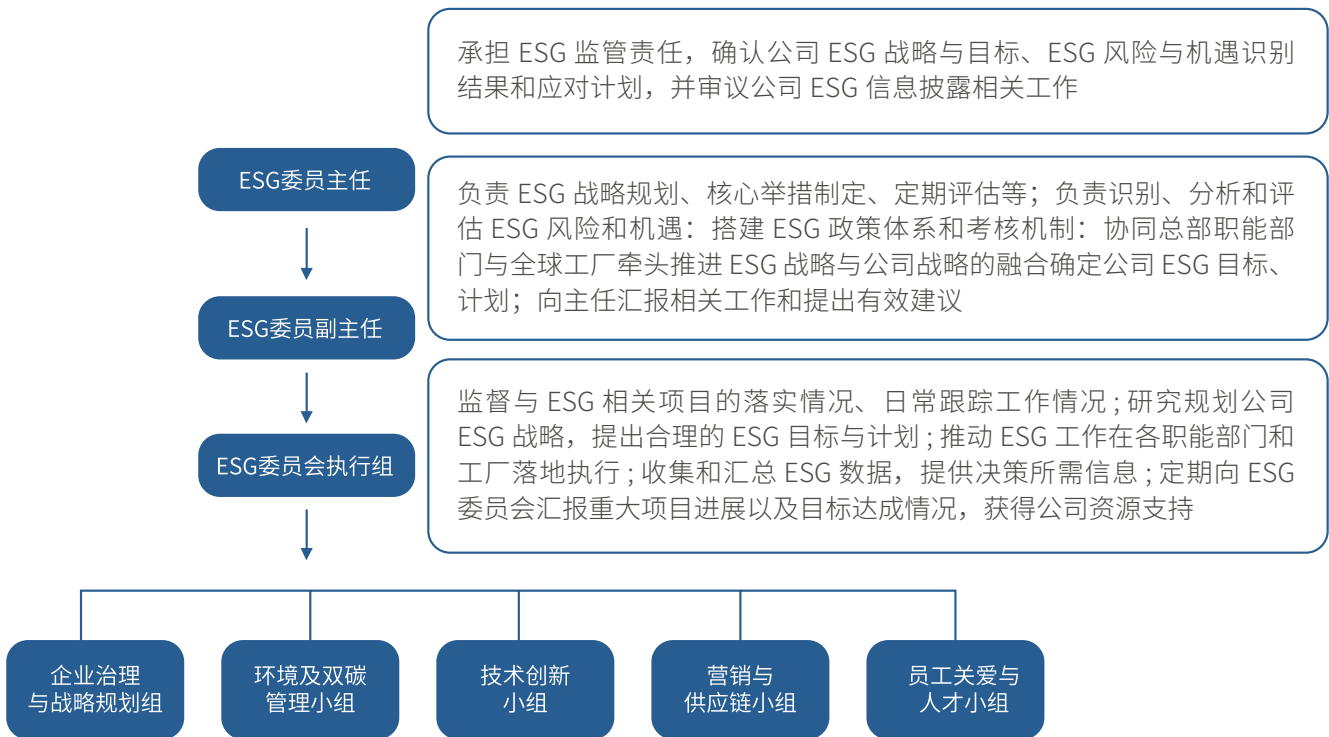 承担 ESG 监管责任，确认公司 ESG 战略与目标、ESG 风险与机遇识别
结果和应对计划，并审议公司 ESG 信息披露相关工作
ESG委员主任
负责 ESG 战略规划、核心举措制定、定期评估等；负责识别、分析和评
估 ESG 风险和机遇：搭建 ESG 政策体系和考核机制：协同总部职能部
门与全球工厂牵头推进 ESG 战略与公司战略的融合确定公司 ESG 目标、
计划；向主任汇报相关工作和提出有效建议
ESG委员副主任
监督与 ESG 相关项目的落实情况、日常跟踪工作情况 ; 研究规划公司
ESG 战略，提出合理的 ESG 目标与计划 ; 推动 ESG 工作在各职能部门和
工厂落地执行 ; 收集和汇总 ESG 数据，提供决策所需信息 ; 定期向 ESG
委员会汇报重大项目进展以及目标达成情况，获得公司资源支持
ESG委员会执行组
企业治理
与战略规划组
环境及双碳
管理小组
技术创新
小组
营销与
供应链小组
员工关爱与
人才小组